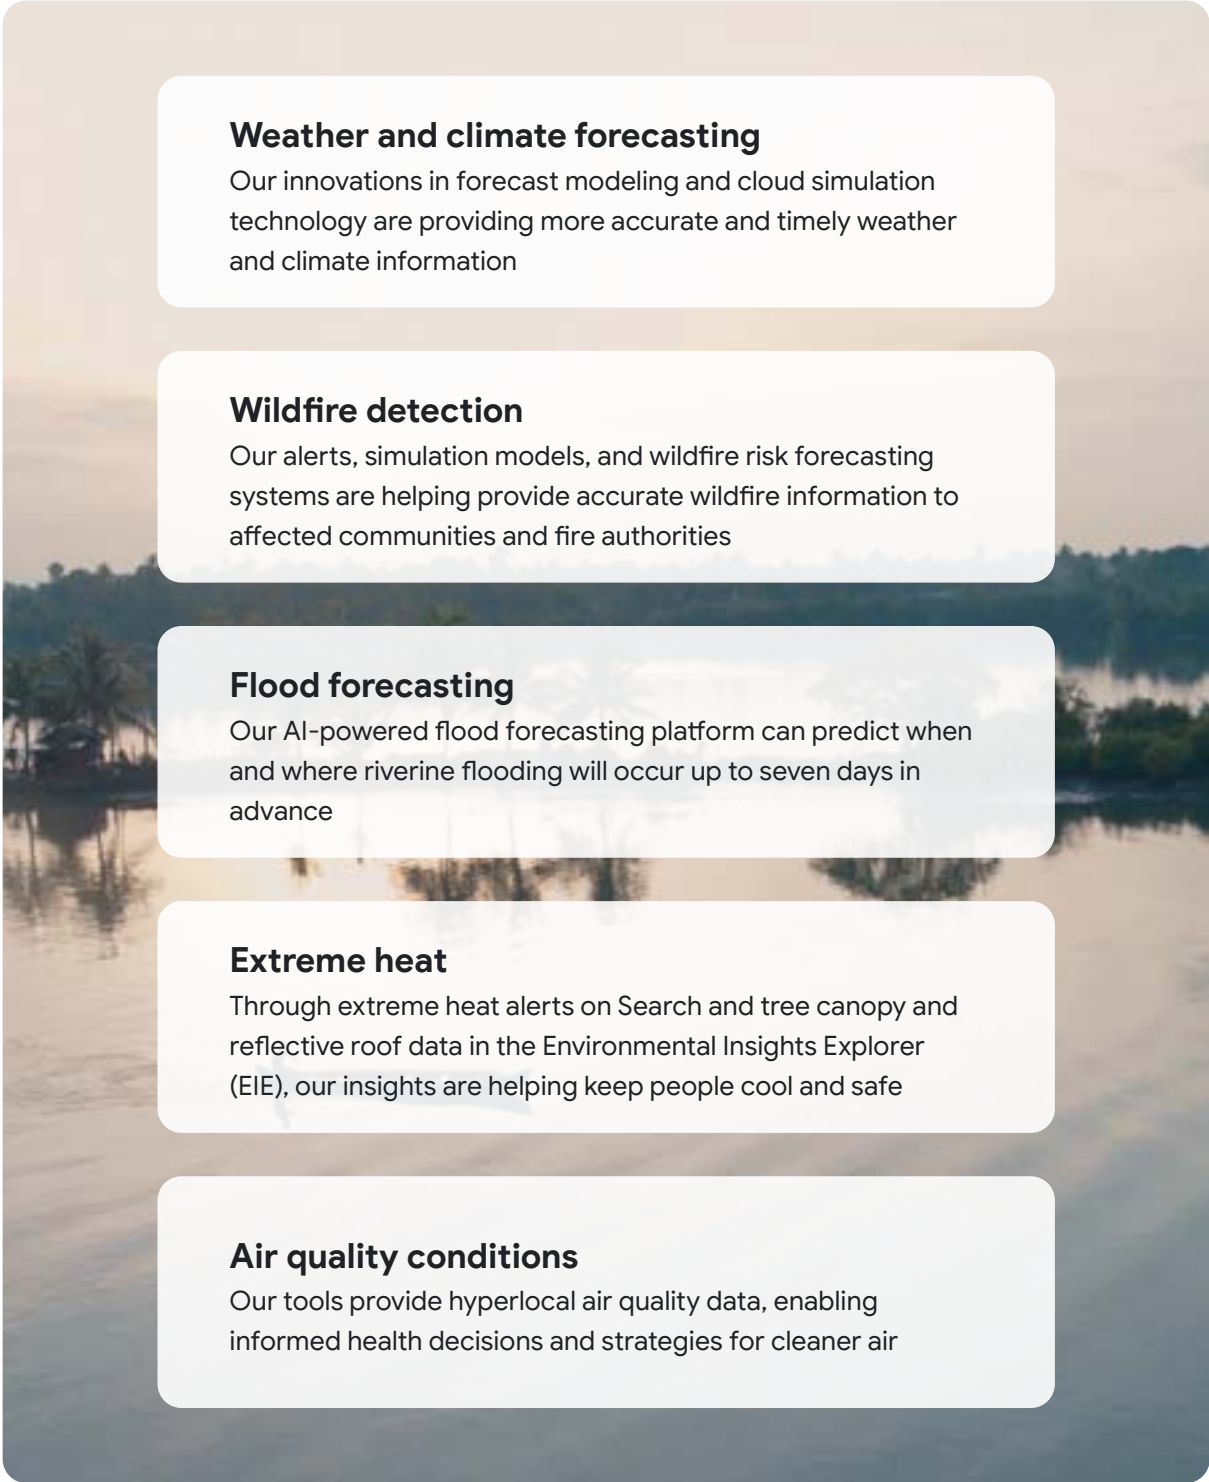 Weather and climate forecasting
Our innovations in forecast modeling and cloud simulation
technology are providing more accurate and timely weather
and climate information
Wildfire detection
Our alerts, simulation models, and wildfire risk forecasting
systems are helping provide accurate wildfire information to
affected communities and fire authorities
Flood forecasting
Our AI-powered flood forecasting platform can predict when
and where riverine flooding will occur up to seven days in
advance
Extreme heat
Through extreme heat alerts on Search and tree canopy and
reflective roof data in the Environmental Insights Explorer
(EIE), our insights are helping keep people cool and safe
Air quality conditions
Our tools provide hyperlocal air quality data, enabling
informed health decisions and strategies for cleaner air